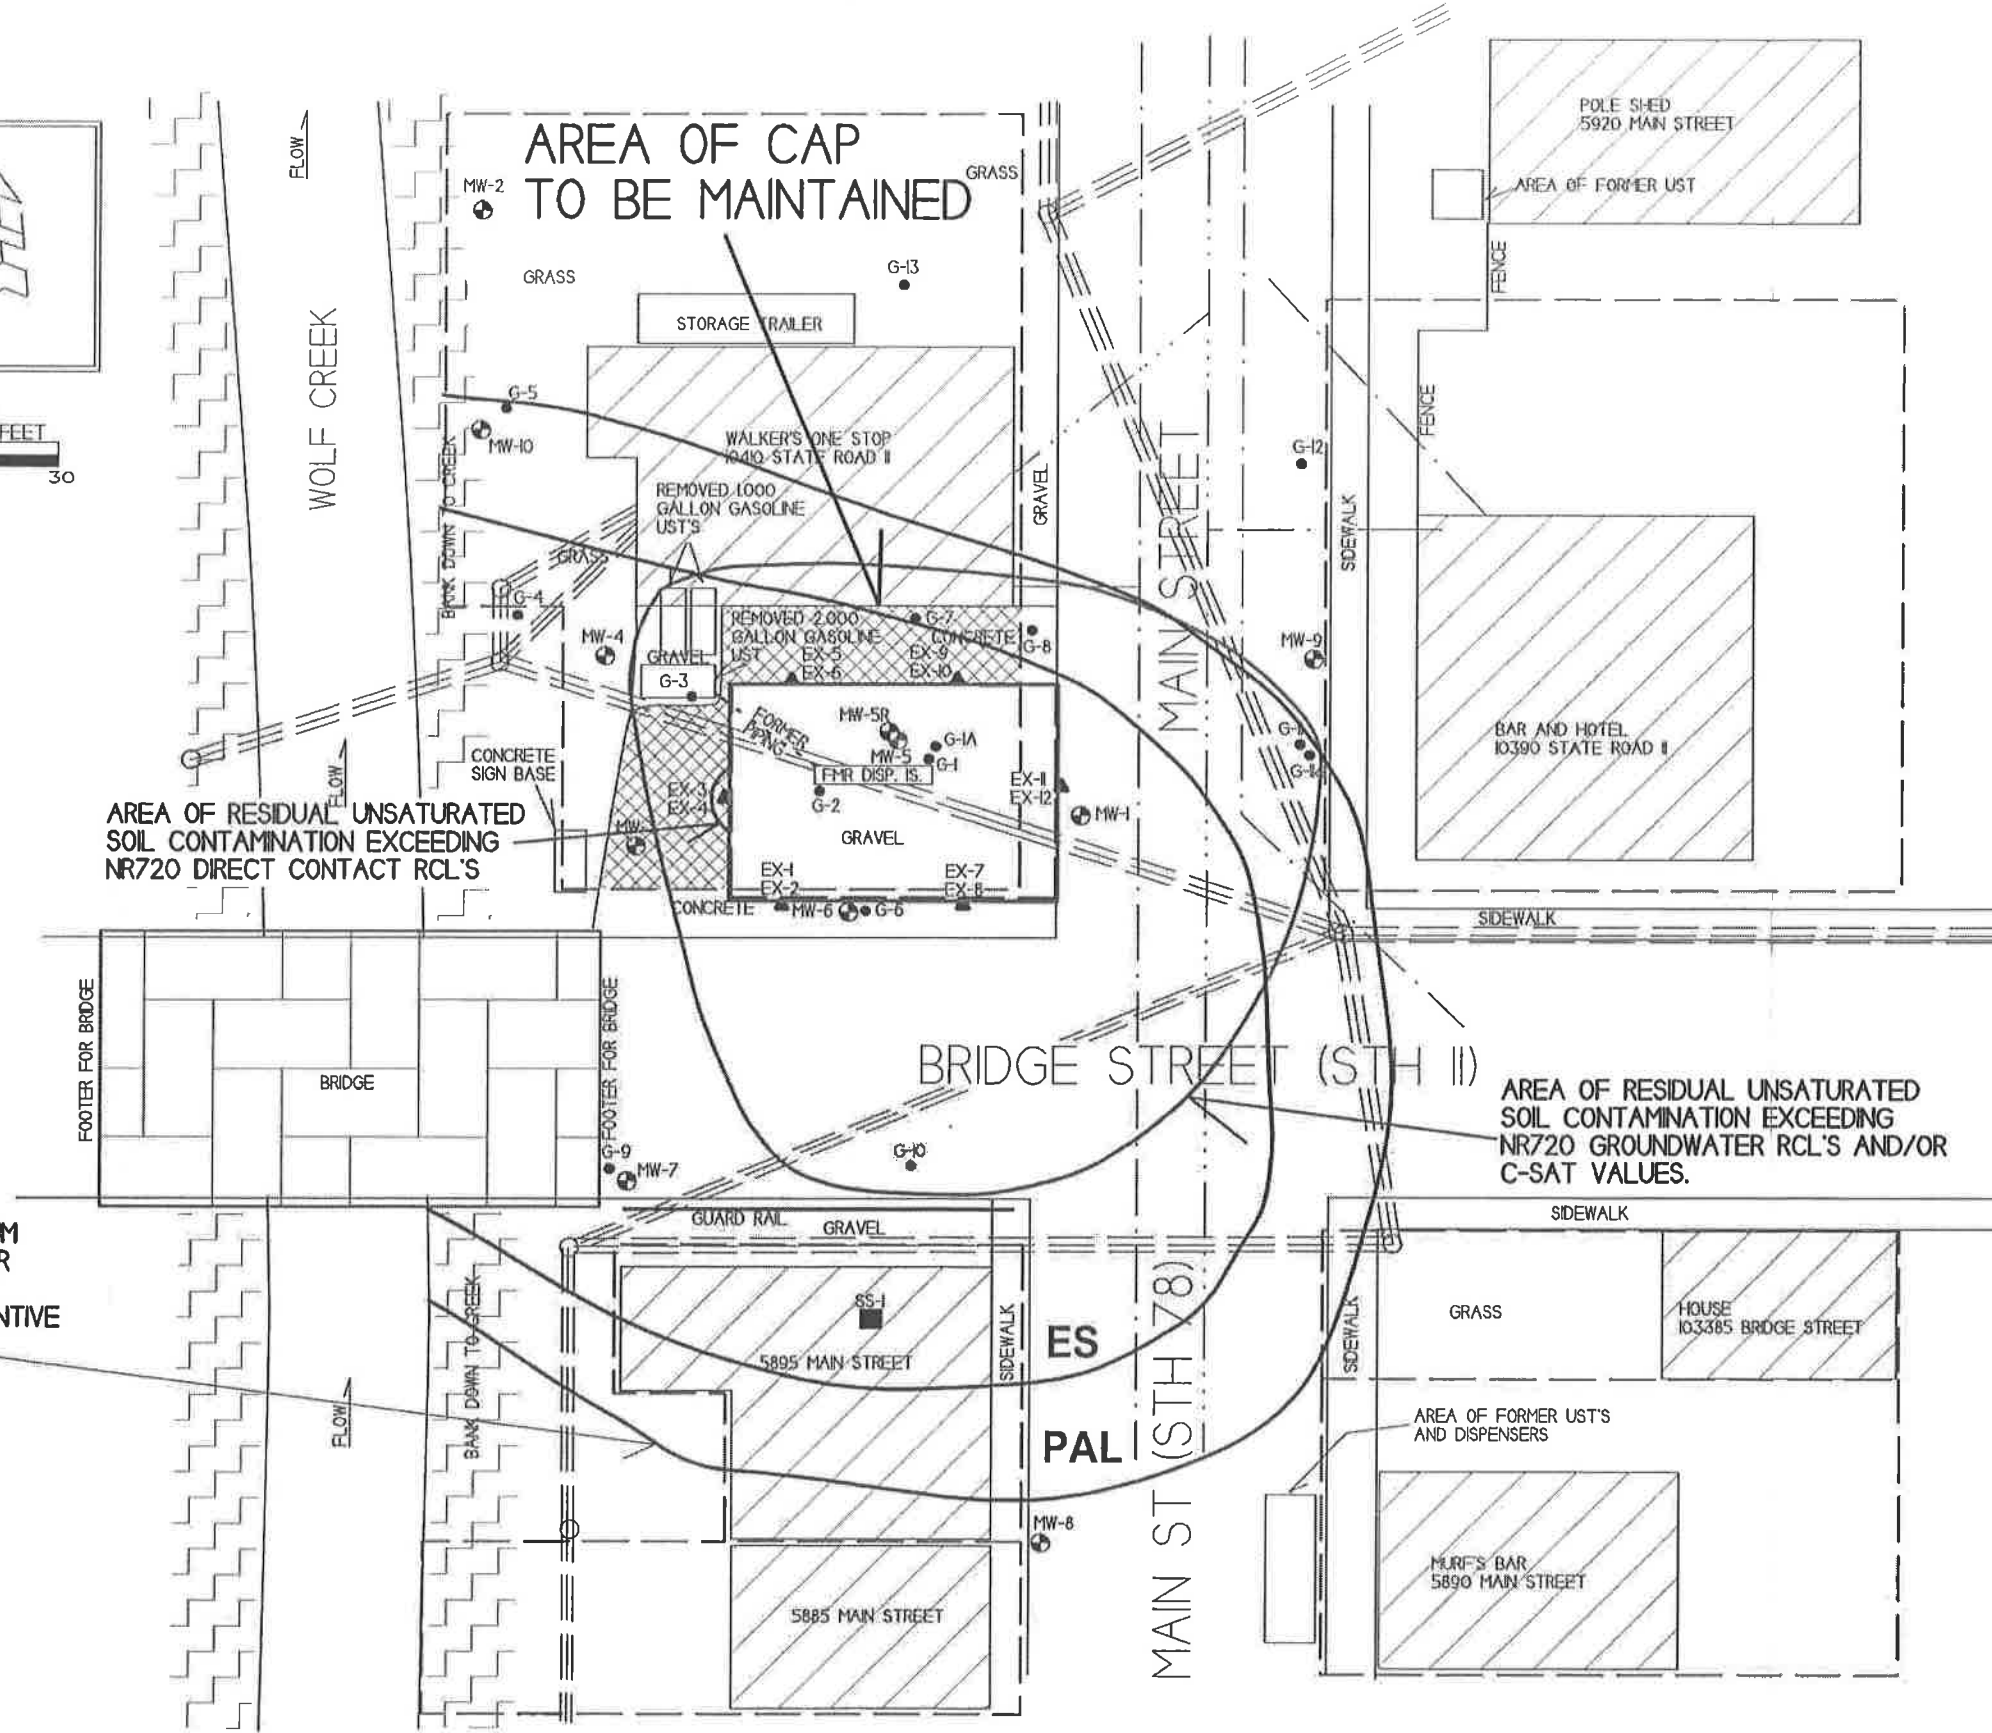 POLE SHED
5920 MAIN STREET
AREA OF FORMER UST
FENCE
AREA OF CAP
TO BE MAINTAINED
GRASS
FLOW
MW-2
GRASS
G-13
STORAGE TRAILER
WOLF CREEK
FEET
30
G-5
MW-10
BANK DOWN TO CREEK
WALKER'S ONE STOP
10410 STATE ROAD 11
REMOVED 1,000
GALLON GASOLINE
UST'S
GRAVEL
MAIN STREET
G-12
FENCE
SIDEWALK
GRASS
G-4
MW-4
GRAVEL
G-3
REMOVED 2,000
GALLON GASOLINE
UST
G-7
CONCRETE
G-8
EX-5
EX-6
EX-9
EX-10
MW-9
BAR AND HOTEL
10390 STATE ROAD 11
FORMER
PIPING
MW-5R
MW-5
G-1A
G-1
FMR DISP. IS.
G-2
GRAVEL
EX-11
EX-12
MW-1
CONCRETE
SIGN BASE
FLOW
EX-3
EX-4
AREA OF RESIDUAL UNSATURATED
SOIL CONTAMINATION EXCEEDING
NR720 DIRECT CONTACT RCL'S
EX-1
EX-2
EX-7
EX-8
CONCRETE
MW-6
G-6
SIDEWALK
FOOTER FOR BRIDGE
BRIDGE
FOOTER FOR BRIDGE
BRIDGE STREET (STH 11)
AREA OF RESIDUAL UNSATURATED
SOIL CONTAMINATION EXCEEDING
NR720 GROUNDWATER RCL'S AND/OR
C-SAT VALUES.
G-9
MW-7
G-10
GUARD RAIL
GRAVEL
SIDEWALK
BANK DOWN TO CREEK
SS-1
5895 MAIN STREET
SIDEWALK
ES
PAL
MAIN ST (STH 78)
SIDEWALK
GRASS
HOUSE
103385 BRIDGE STREET
FLOW
AREA OF FORMER UST'S
AND DISPENSERS
MW-8
5885 MAIN STREET
MURF'S BAR
5890 MAIN STREET